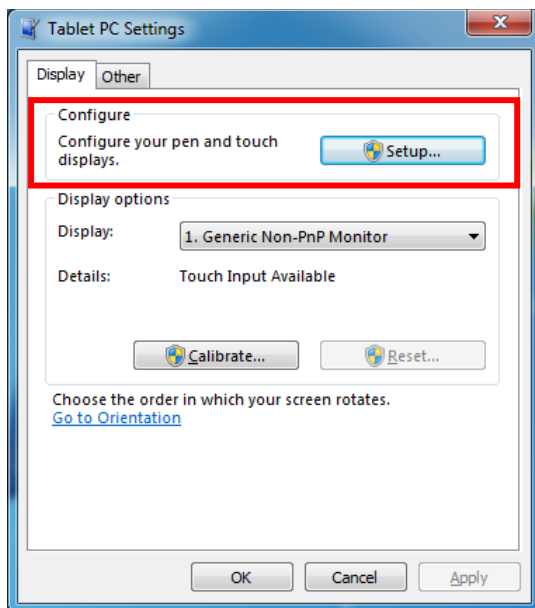 Tablet PC Settings
Display
Other
Configure
Configure your pen and touch
displays.
Setup...
Display options
Display:
1. Generic Non-PnP Monitor
Details:
Touch Input Available
Calibrate...
Reset...
Choose the order in which your screen rotates.
Go to Orientation
OK
Cancel
Apply